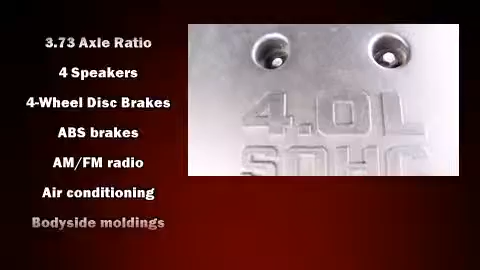 3.73 Axle Ratio
4 Speakers
4-Wheel Disc Brakes
ABS brakes
AM/FM radio
Air conditioning
Bodyside moldings
4.0L
SOHC